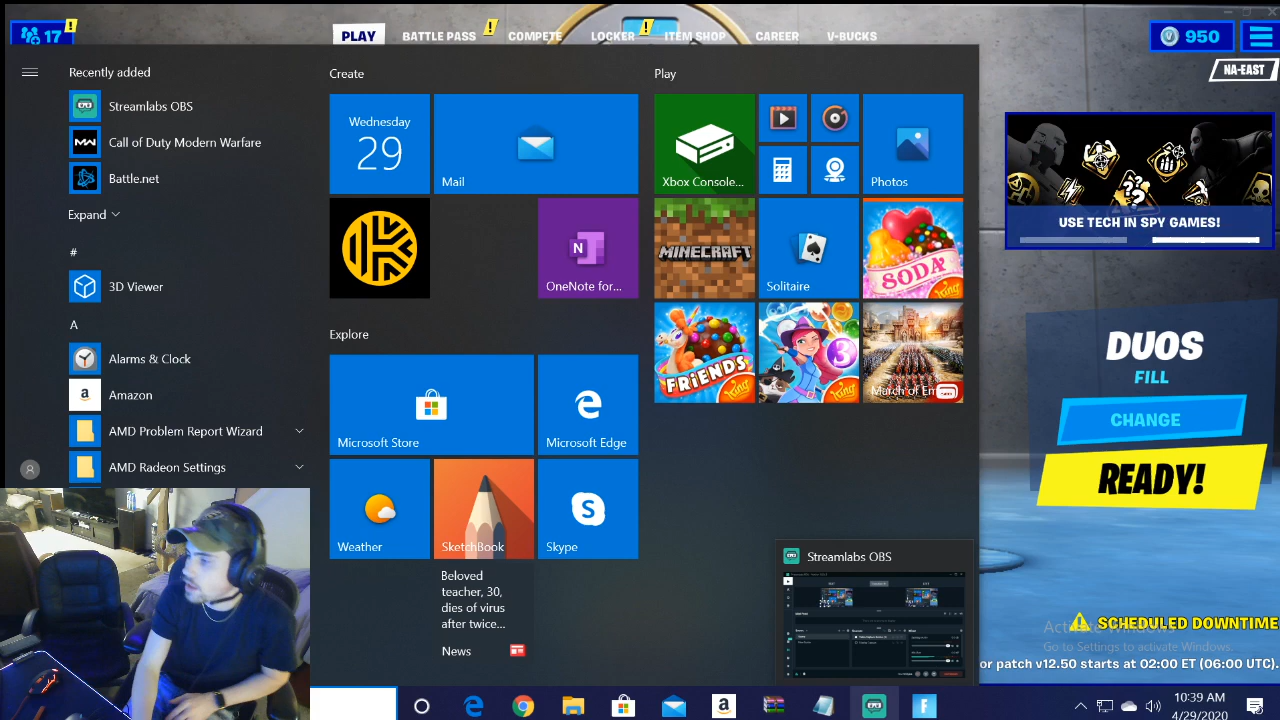 17
!
PLAY
BATTLE PASS
!
COMPETE
LOCKER
!
ITEM SHOP
CAREER
V-BUCKS
V 950
NA-EAST
Recently added
Streamlabs OBS
Call of Duty Modern Warfare
Battle.net
Expand
#
3D Viewer
A
Alarms & Clock
Amazon
AMD Problem Report Wizard
AMD Radeon Settings
Create
Wednesday
29
Mail
OneNote for...
Explore
Microsoft Store
Microsoft Edge
Weather
SketchBook
Skype
Beloved
teacher, 30,
dies of virus
after twice...
News
Play
Xbox Console...
Photos
MINECRAFT
Solitaire
SODA
King
FRIENDS
King
3
King
March of Em
Streamlabs OBS
USE TECH IN SPY GAMES!
DUOS
FILL
CHANGE
READY!
SCHEDULED DOWNTIME
Activate Windows
Go to Settings to activate Windows.
or patch v12.50 starts at 02:00 ET (06:00 UTC).
10:39 AM
4/29/2020